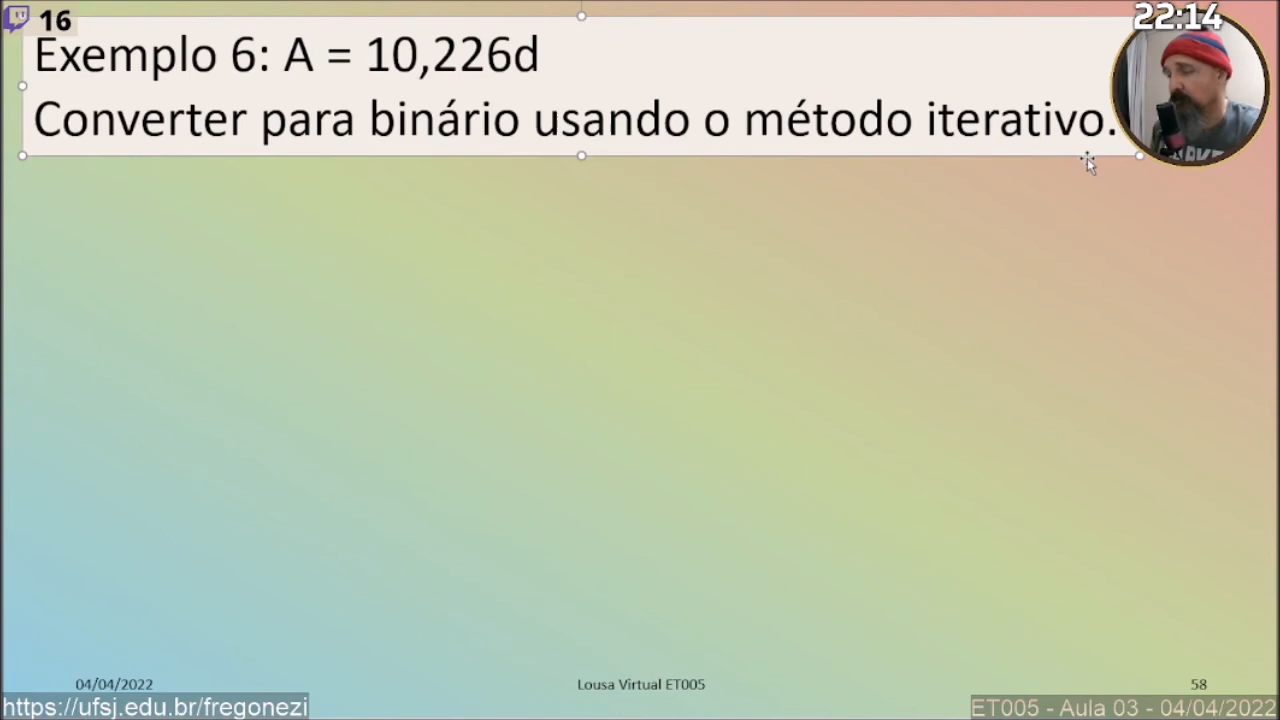 16
22:14
Exemplo 6: A = 10,226d
Converter para binário usando o método iterativo.
04/04/2022
Lousa Virtual ET005
58
https://ufsj.edu.br/fregonezi
ET005 - Aula 03 - 04/04/2022